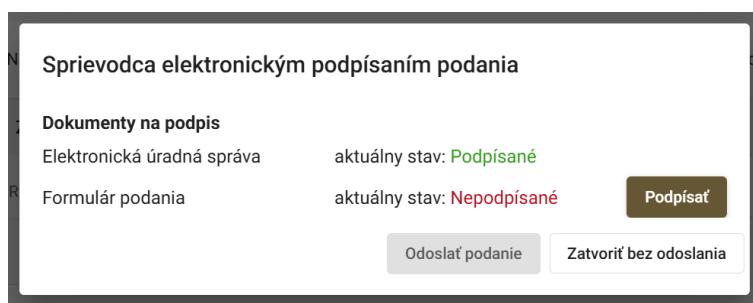 Sprievodca elektronickým podpísaním podania
Dokumenty na podpis
Elektronická úradná správa aktuálny stav: Podpísané
Formulár podania aktuálny stav: Nepodpísané Podpísať
Odoslať podanie Zatvoriť bez odoslania